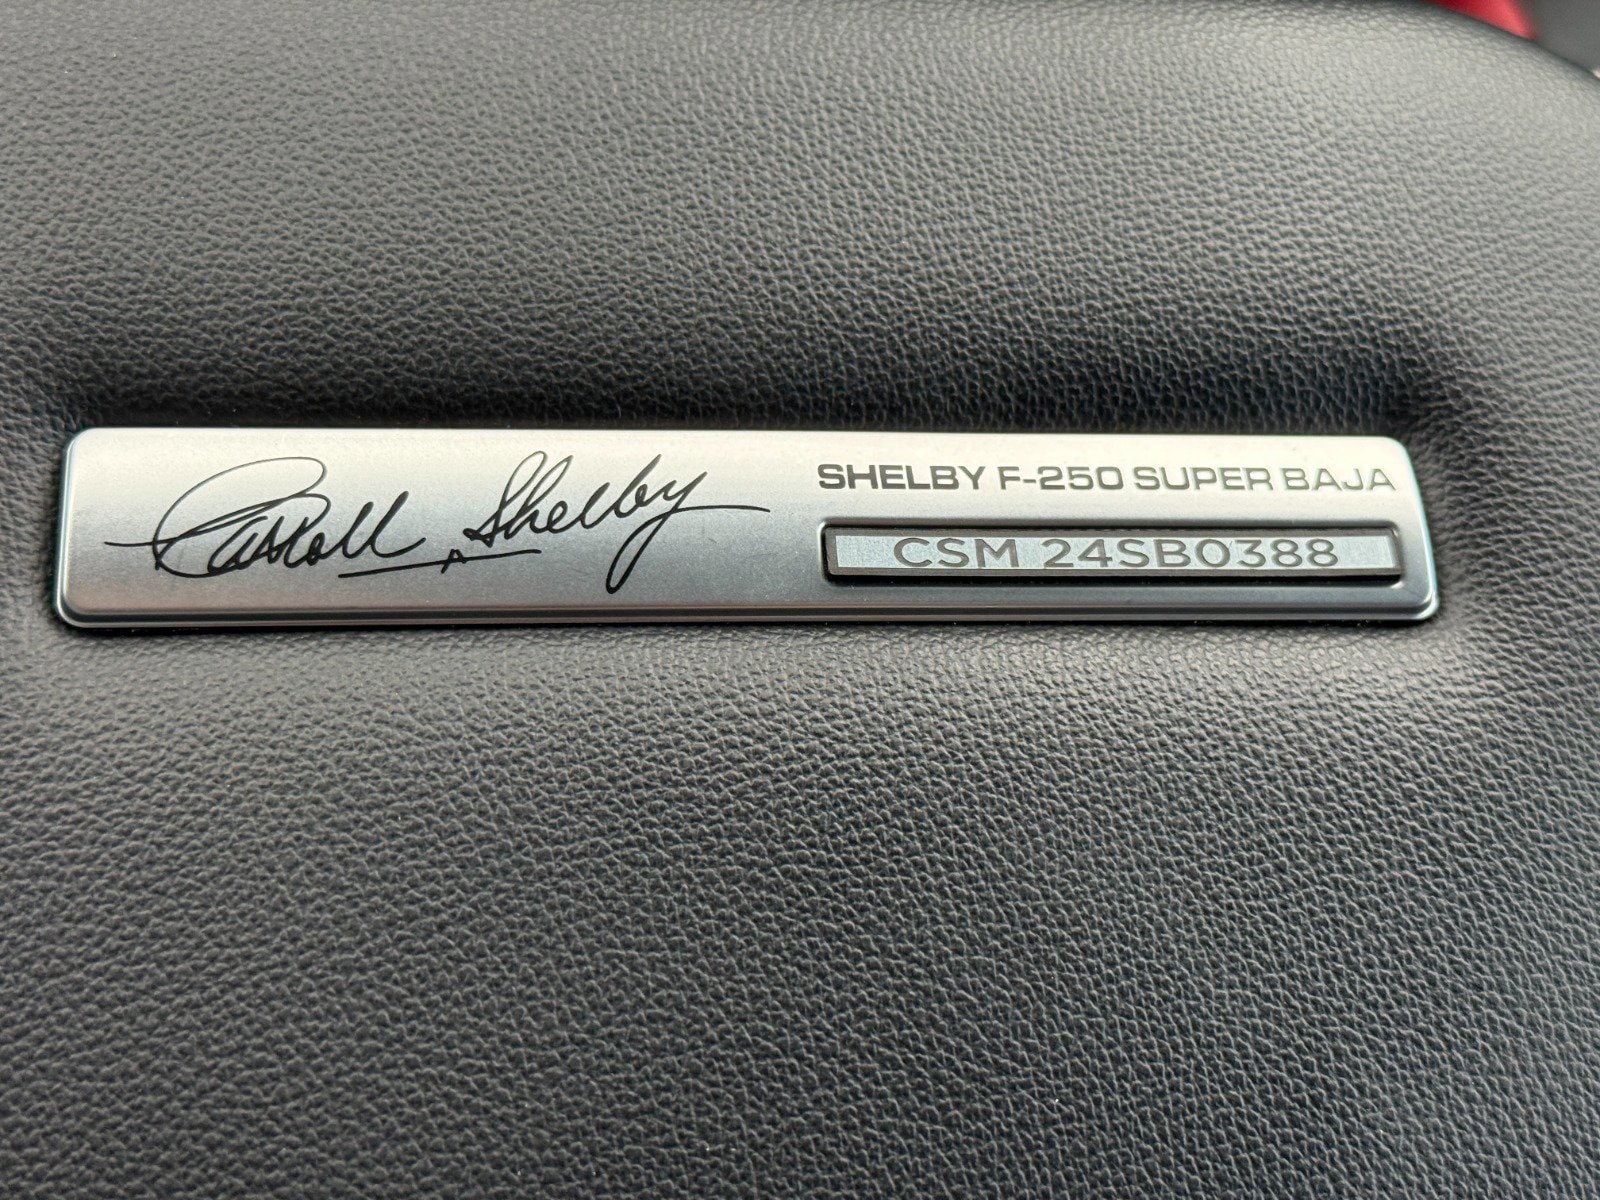 Carroll Shelby
SHELBY F-250 SUPER BAJA
CSM 24SB0388